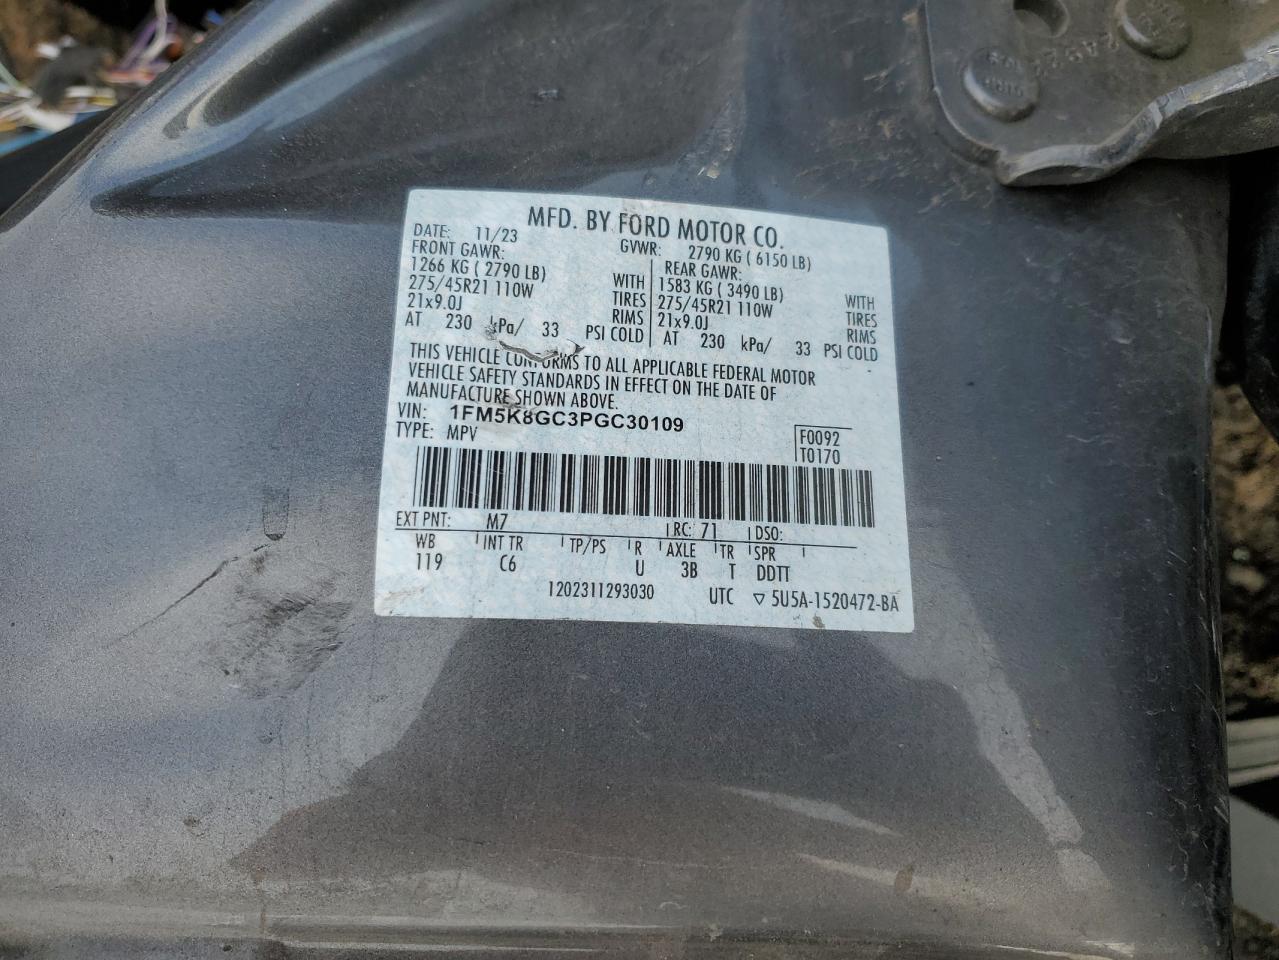 MFD. BY FORD MOTOR CO.
DATE: 11/23 GVWR: 2790 KG ( 6150 LB)
FRONT GAWR: REAR GAWR:
1266 KG ( 2790 LB) WITH 1583 KG ( 3490 LB) WITH
275/45R21 110W TIRES 275/45R21 110W TIRES
21x9.0J RIMS 21x9.0J RIMS
AT 230 kPa/ 33 PSI COLD AT 230 kPa/ 33 PSI COLD
THIS VEHICLE CONFORMS TO ALL APPLICABLE FEDERAL MOTOR
VEHICLE SAFETY STANDARDS IN EFFECT ON THE DATE OF
MANUFACTURE SHOWN ABOVE.
VIN: 1FM5K8GC3PGC30109
TYPE: MPV
F0092
T0170
EXT PNT: M7 RC: 71 DSO:
WB INT TR TP/PS R AXLE TR SPR
119 C6 U 3B T DDTT
1202311293030 UTC ▽ 5U5A-1520472-BA